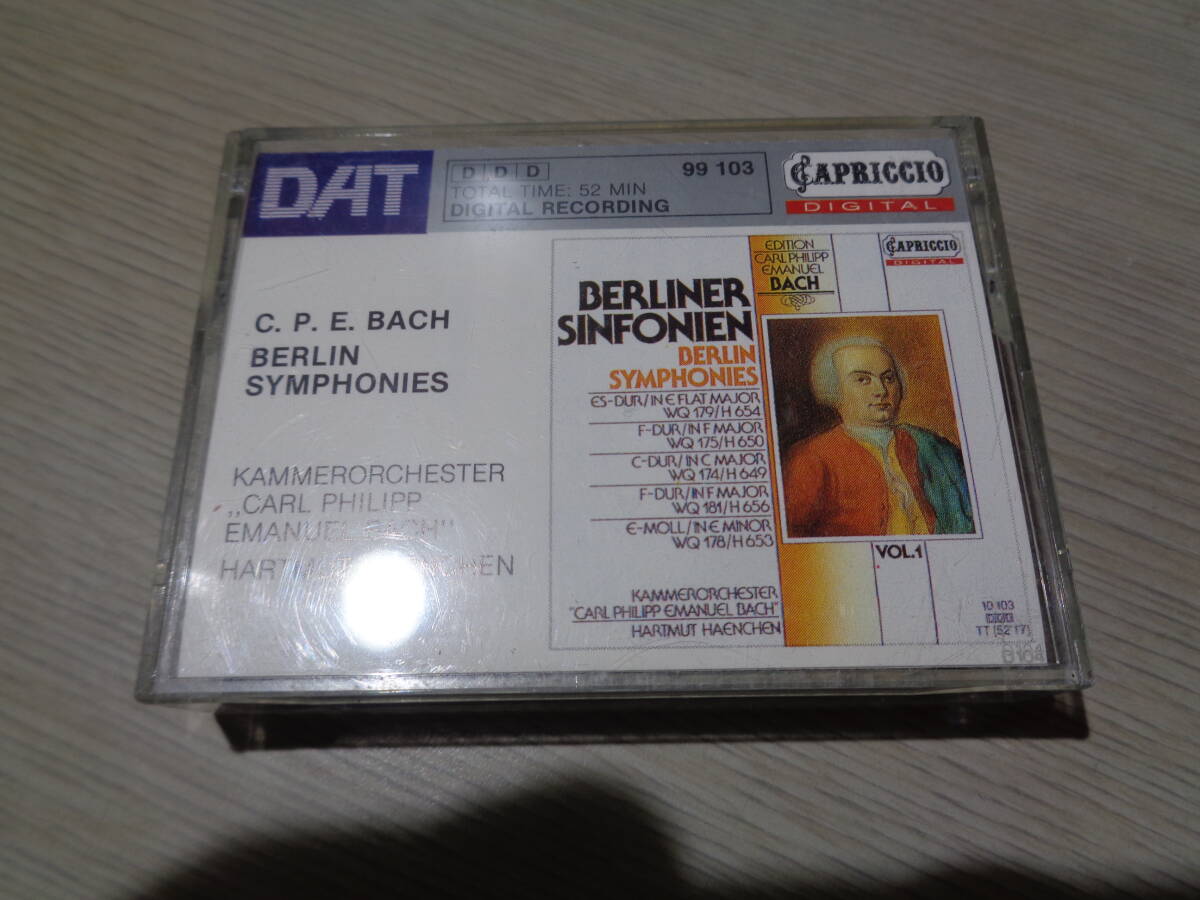 DAT
D D D
TOTAL TIME: 52 MIN
DIGITAL RECORDING
99 103
CAPRICCIO
DIGITAL
C. P. E. BACH
BERLIN
SYMPHONIES
KAMMERORCHESTER
„CARL PHILIPP
EMANUEL BACH"
HARTMUT
EDITION
CARL PHILIPP
EMANUEL
BACH
CAPRICCIO
DIGITAL
BERLINER
SINFONIEN
BERLIN
SYMPHONIES
ES-DUR/IN E FLAT MAJOR
WQ 179/H 654
F-DUR/IN F MAJOR
WQ 175/H 650
C-DUR/IN C MAJOR
WQ 174/H 649
F-DUR/IN F MAJOR
WQ 181/H 656
E-MOLL/IN E MINOR
WQ 178/H 653
VOL.1
KAMMERORCHESTER
"CARL PHILIPP EMANUEL BACH"
HARTMUT HAENCHEN
10 103
DDD
TT [52'17]